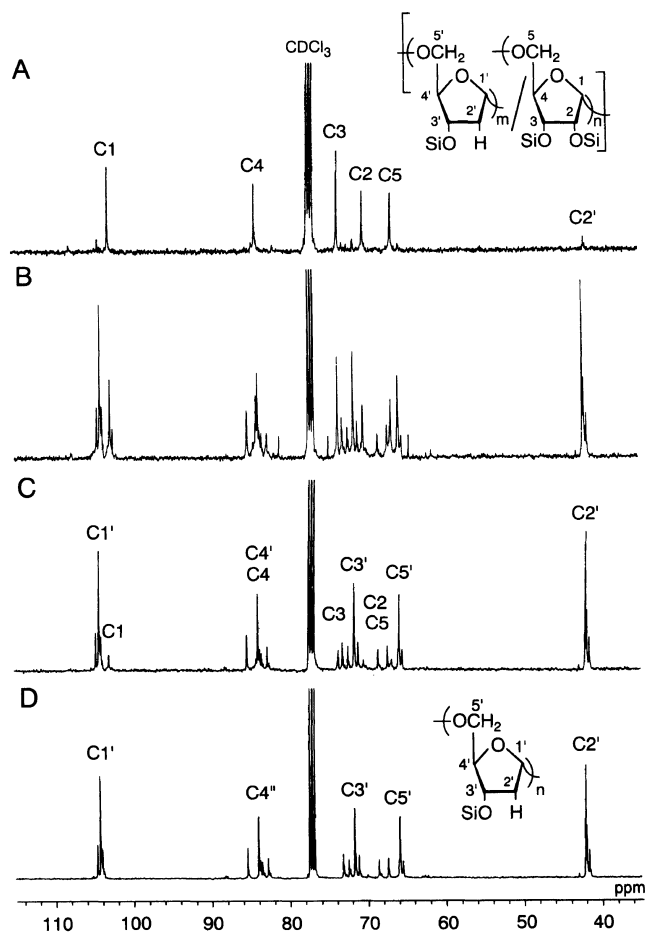 A
CDCl3
OCH2
5'
O
4'
1'
3'
2'
m
SiO
H
/
OCH2
5
O
4
1
3
2
n
SiO
OSi
C1
C4
C3
C2
C5
C2'
B
C
C1'
C1
C4'
C4
C3
C3'
C2
C5
C5'
C2'
D
C1'
C4"
C3'
C5'
OCH2
5'
O
4'
1'
3'
2'
n
SiO
H
C2'
ppm
110 100 90 80 70 60 50 40